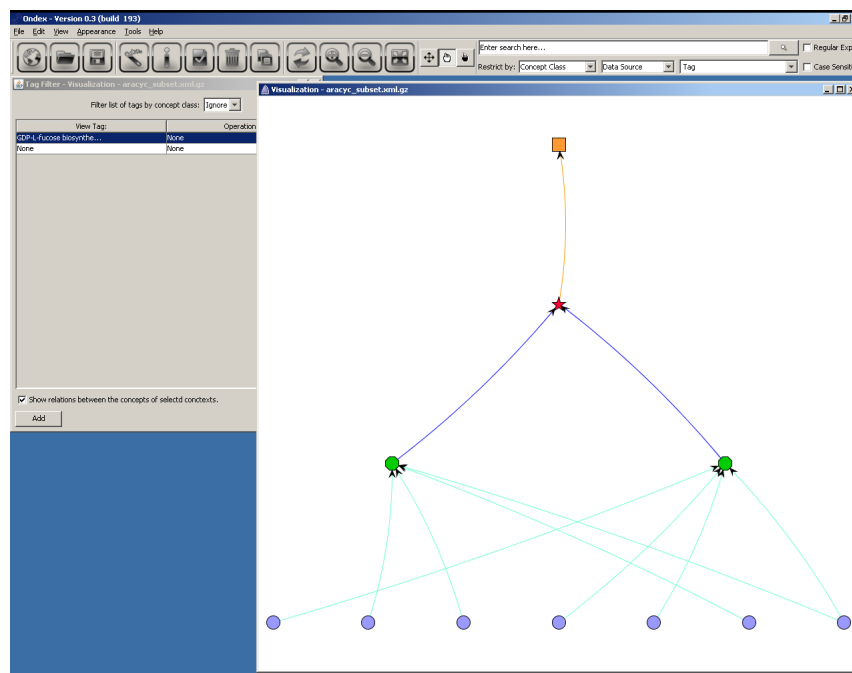 Ondex - Version 0.3 (build 193)
File Edit View Appearance Tools Help
Enter search here...
Regular Exp
Restrict by: Concept Class Data Source Tag Case Sensiti
Tag Filter - Visualization - aracyc_subset.xml.gz
Visualization - aracyc_subset.xml.gz
Filter list of tags by concept class: Ignore
View Tag: Operation
GDP-L-fucose biosynthe... None
None None
Show relations between the concepts of selectd conctexts.
Add